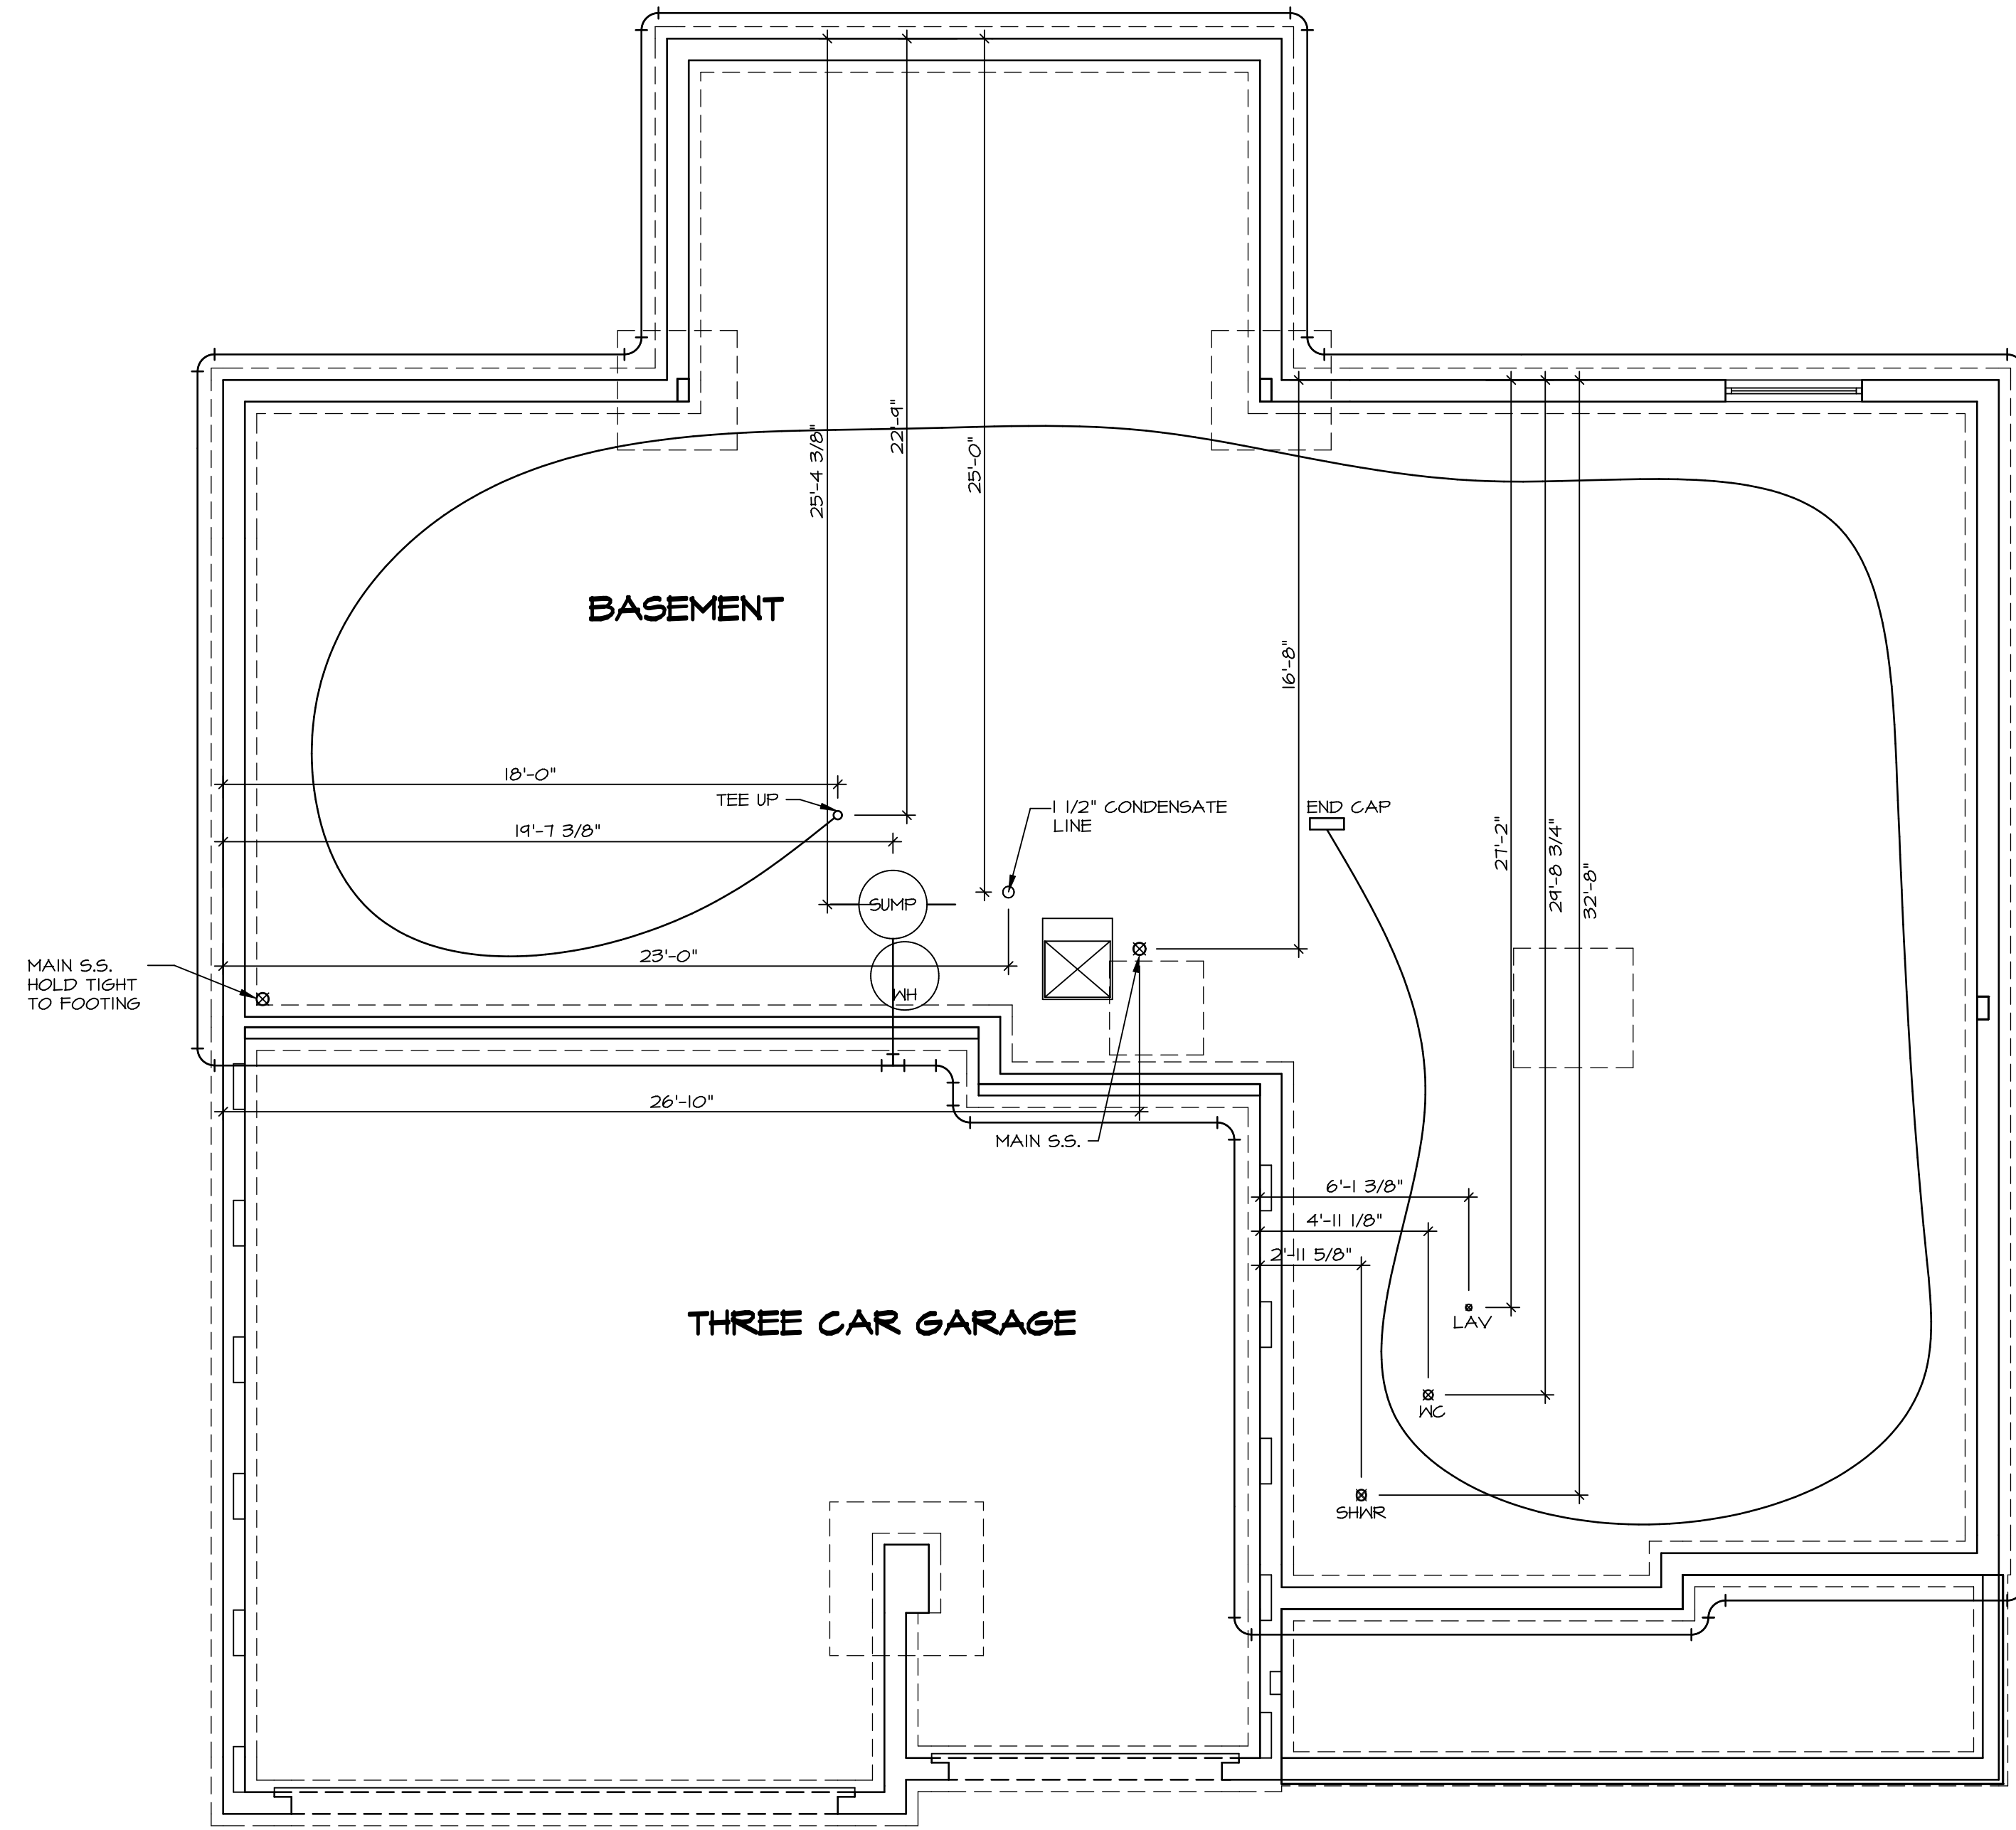 25'-4 3/8"
22'-9"
25'-0"
BASEMENT
16'-8"
18'-0"
TEE UP
1 1/2" CONDENSATE
LINE
END CAP
19'-7 3/8"
27'-2"
29'-8 3/4"
32'-8"
SUMP
23'-0"
MAIN S.S.
HOLD TIGHT
TO FOOTING
WH
26'-10"
MAIN S.S.
6'-1 3/8"
4'-11 1/8"
2'-11 5/8"
THREE CAR GARAGE
LAV
WC
SHWR